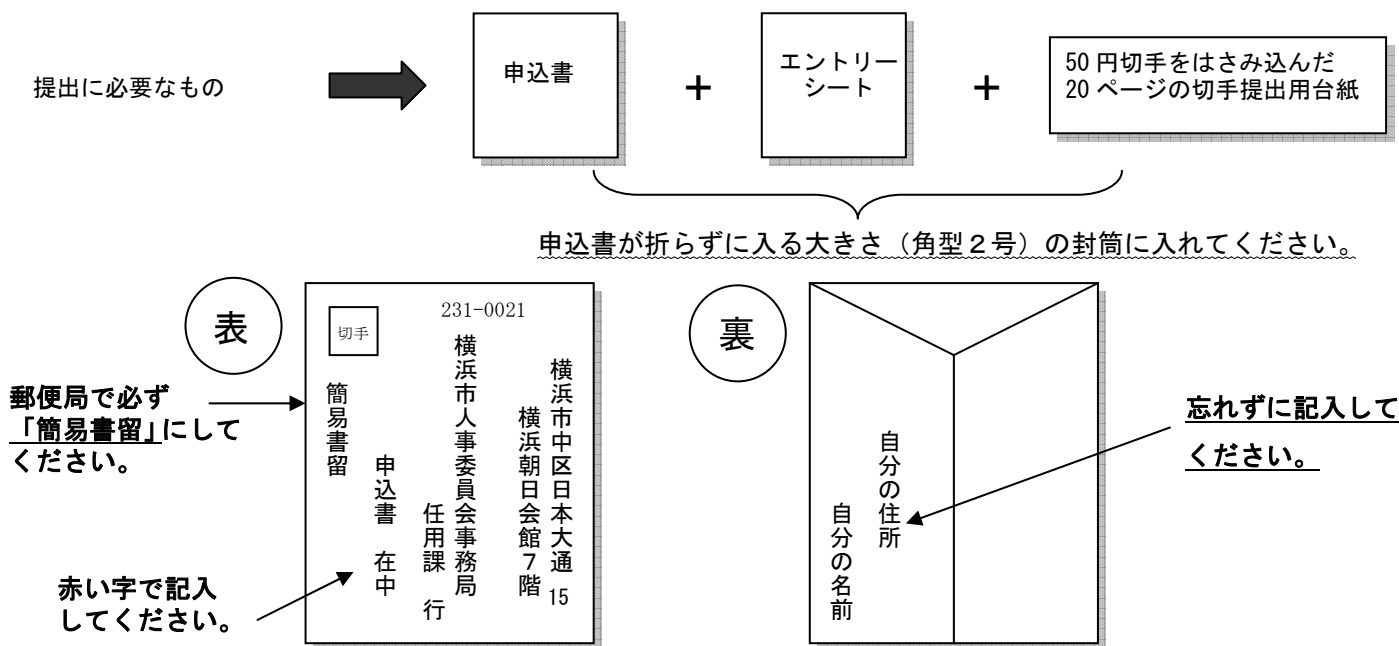 提出に必要なもの
申込書
+
エントリー
シート
+
50 円切手をはさみ込んだ
20 ページの切手提出用台紙
申込書が折らずに入る大きさ（角型２号）の封筒に入れてください。
表
切手
231-0021
横浜市中区日本大通 15
横浜朝日会館７階
横浜市人事委員会事務局
任用課　行
申込書　在中
簡易書留
郵便局で必ず
「簡易書留」にして
ください。
赤い字で記入
してください。
裏
自分の住所
自分の名前
忘れずに記入して
ください。